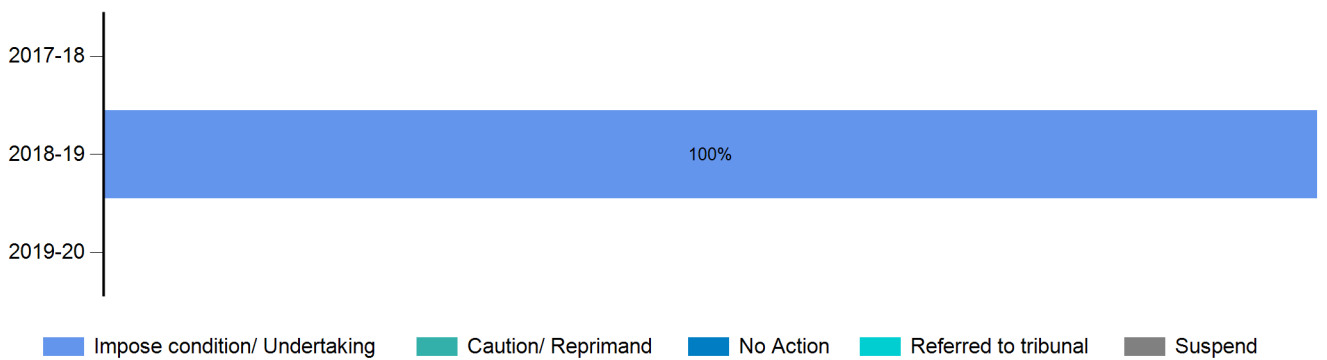 2017-18
2018-19
100%
2019-20
Impose condition/ Undertaking Caution/ Reprimand No Action Referred to tribunal Suspend